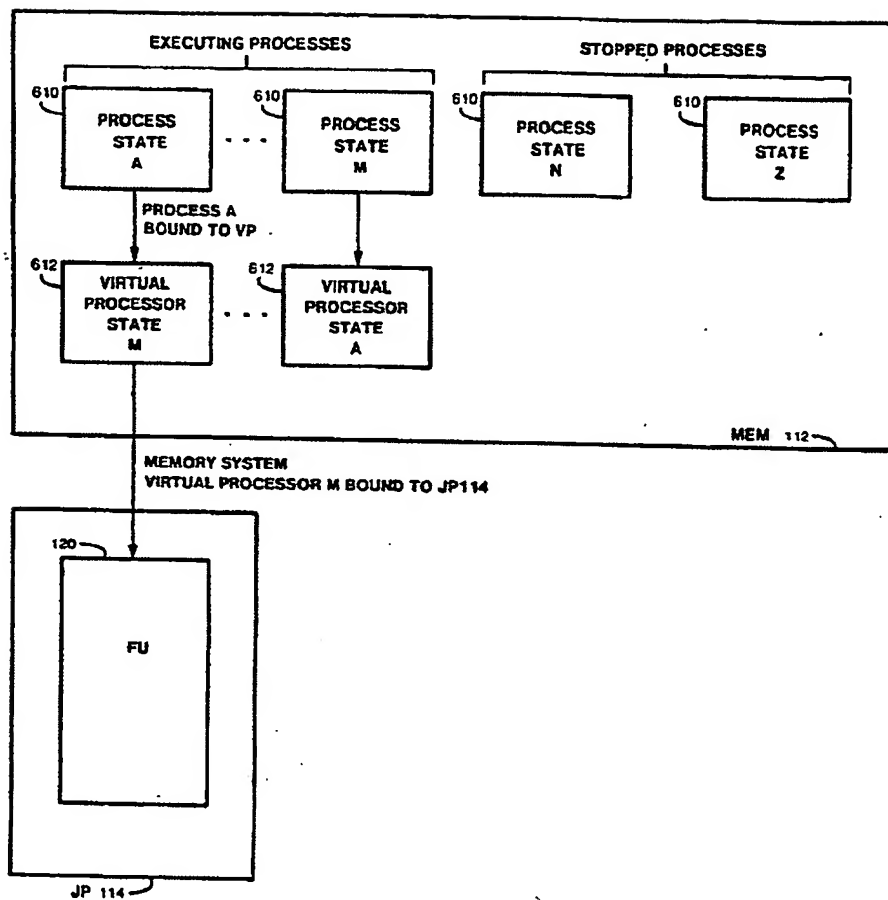 EXECUTING PROCESSES
STOPPED PROCESSES
610
PROCESS
STATE
A
610
PROCESS
STATE
M
610
PROCESS
STATE
N
610
PROCESS
STATE
Z
PROCESS A
BOUND TO VP
612
VIRTUAL
PROCESSOR
STATE
M
612
VIRTUAL
PROCESSOR
STATE
A
MEM 112
MEMORY SYSTEM
VIRTUAL PROCESSOR M BOUND TO JP114
120
FU
JP 114